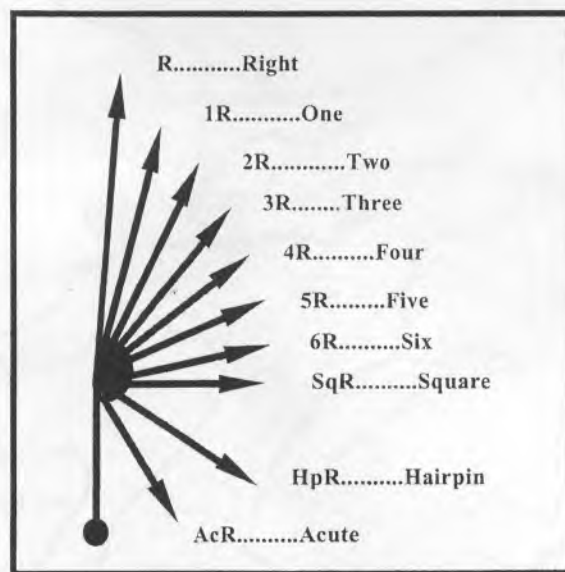 R...........Right
1R...........One
2R.............Two
3R........Three
4R...........Four
5R..........Five
6R...........Six
SqR...........Square
HpR...........Hairpin
AcR...........Acute